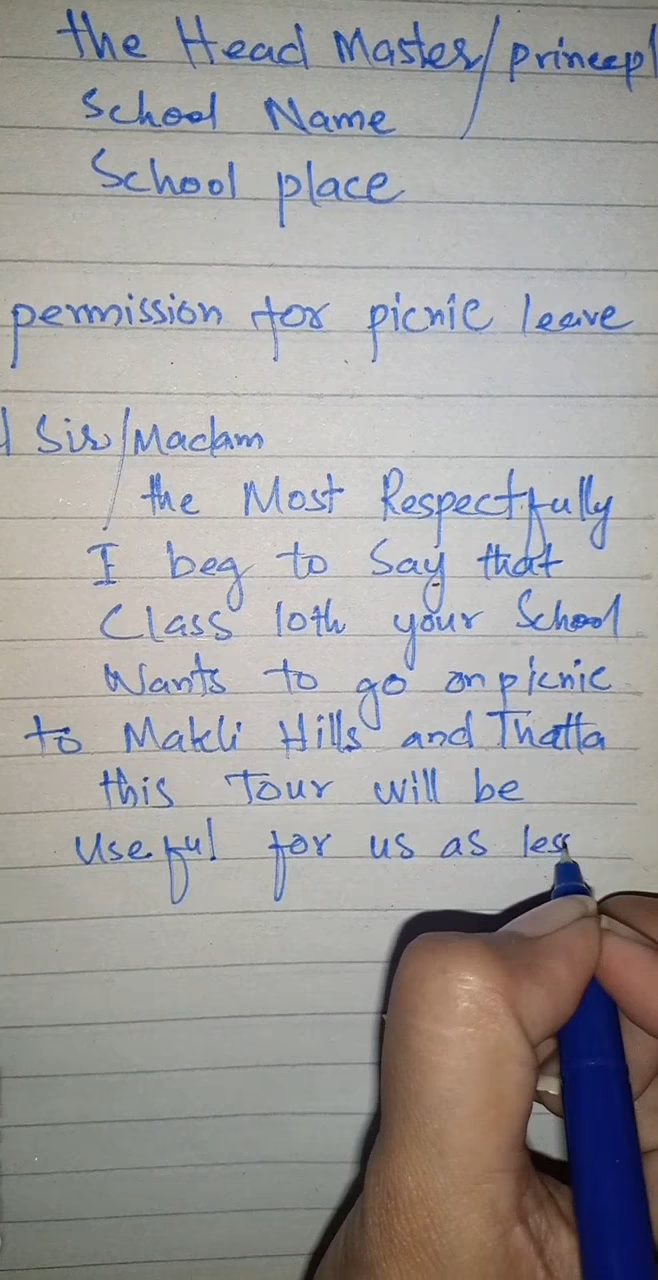 the Head Master/princepl
School Name
School place
permission for picnic leave
Sir/Madam
the Most Respectfully
I beg to Say that
Class 10th your School
Wants to go on picnic
to Makli Hills and Thatta
this Tour will be
useful for us as less